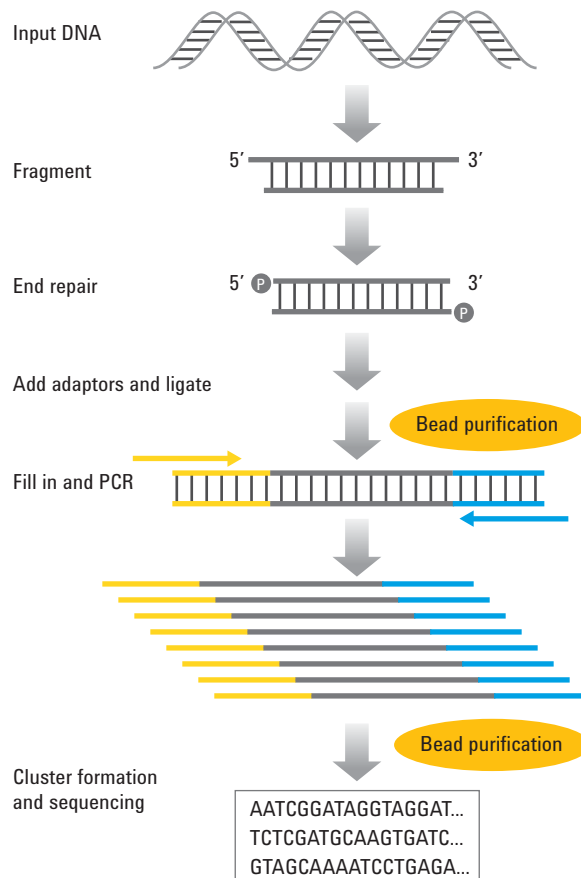 Input DNA
5′ 3′
Fragment
5′ P 3′
End repair
P
Add adaptors and ligate
Bead purification
Fill in and PCR
Bead purification
Cluster formation
and sequencing
AATCGGATAGGTAGGAT...
TCTCGATGCAAGTGATC...
GTAGCAAAATCCTGAGA...